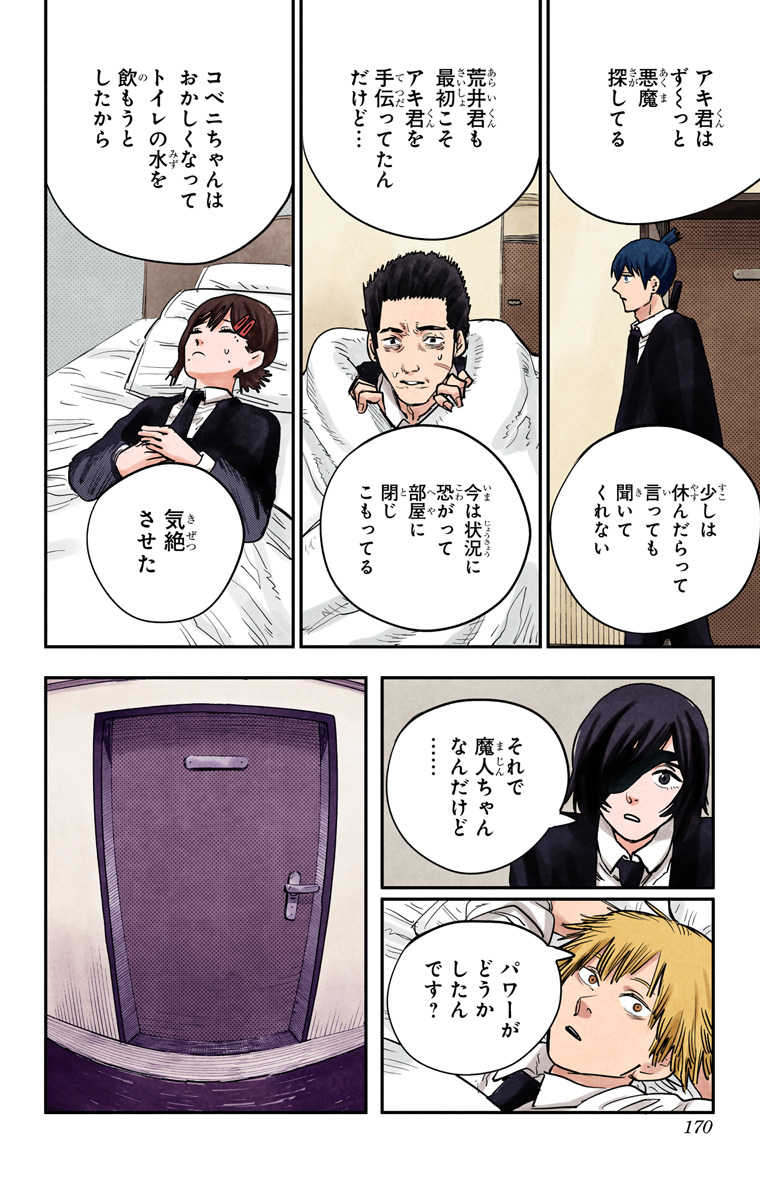 アキ君は
ず〜っと
悪魔
探してる
少しは
休んだらって
言っても
聞いて
くれない
荒井君も
最初こそ
アキ君を
手伝ってたん
だけど…
今は状況に
恐がって
部屋に
閉じ
こもってる
コベニちゃんは
おかしくなって
トイレの水を
飲もうと
したから
気絶
させた
それで
魔人ちゃん
なんだけど
……
パワーが
どうか
したん
です？
170